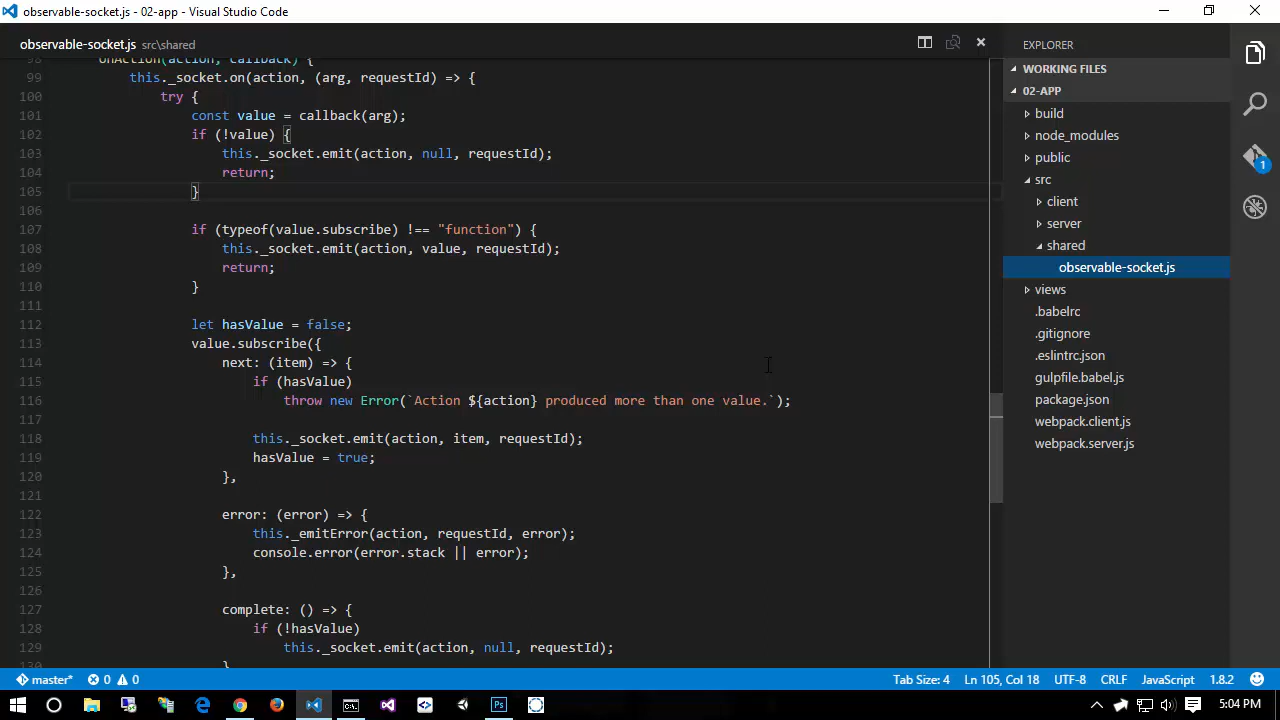 observable-socket.js - 02-app - Visual Studio Code
observable-socket.js src\shared
98 onAction(action, callback) {
99 this._socket.on(action, (arg, requestId) => {
100 try {
101 const value = callback(arg);
102 if (!value) {
103 this._socket.emit(action, null, requestId);
104 return;
105 }
106
107 if (typeof(value.subscribe) !== "function") {
108 this._socket.emit(action, value, requestId);
109 return;
110 }
111
112 let hasValue = false;
113 value.subscribe({
114 next: (item) => {
115 if (hasValue)
116 throw new Error(`Action ${action} produced more than one value.`);
117
118 this._socket.emit(action, item, requestId);
119 hasValue = true;
120 },
121
122 error: (error) => {
123 this._emitError(action, requestId, error);
124 console.error(error.stack || error);
125 },
126
127 complete: () => {
128 if (!hasValue)
129 this._socket.emit(action, null, requestId);
130 }
EXPLORER
WORKING FILES
02-APP
build
node_modules
public
src
client
server
shared
observable-socket.js
views
.babelrc
.gitignore
.eslintrc.json
gulpfile.babel.js
package.json
webpack.client.js
webpack.server.js
1
master* 0 0 Tab Size: 4 Ln 105, Col 18 UTF-8 CRLF JavaScript 1.8.2
Ps
5:04 PM